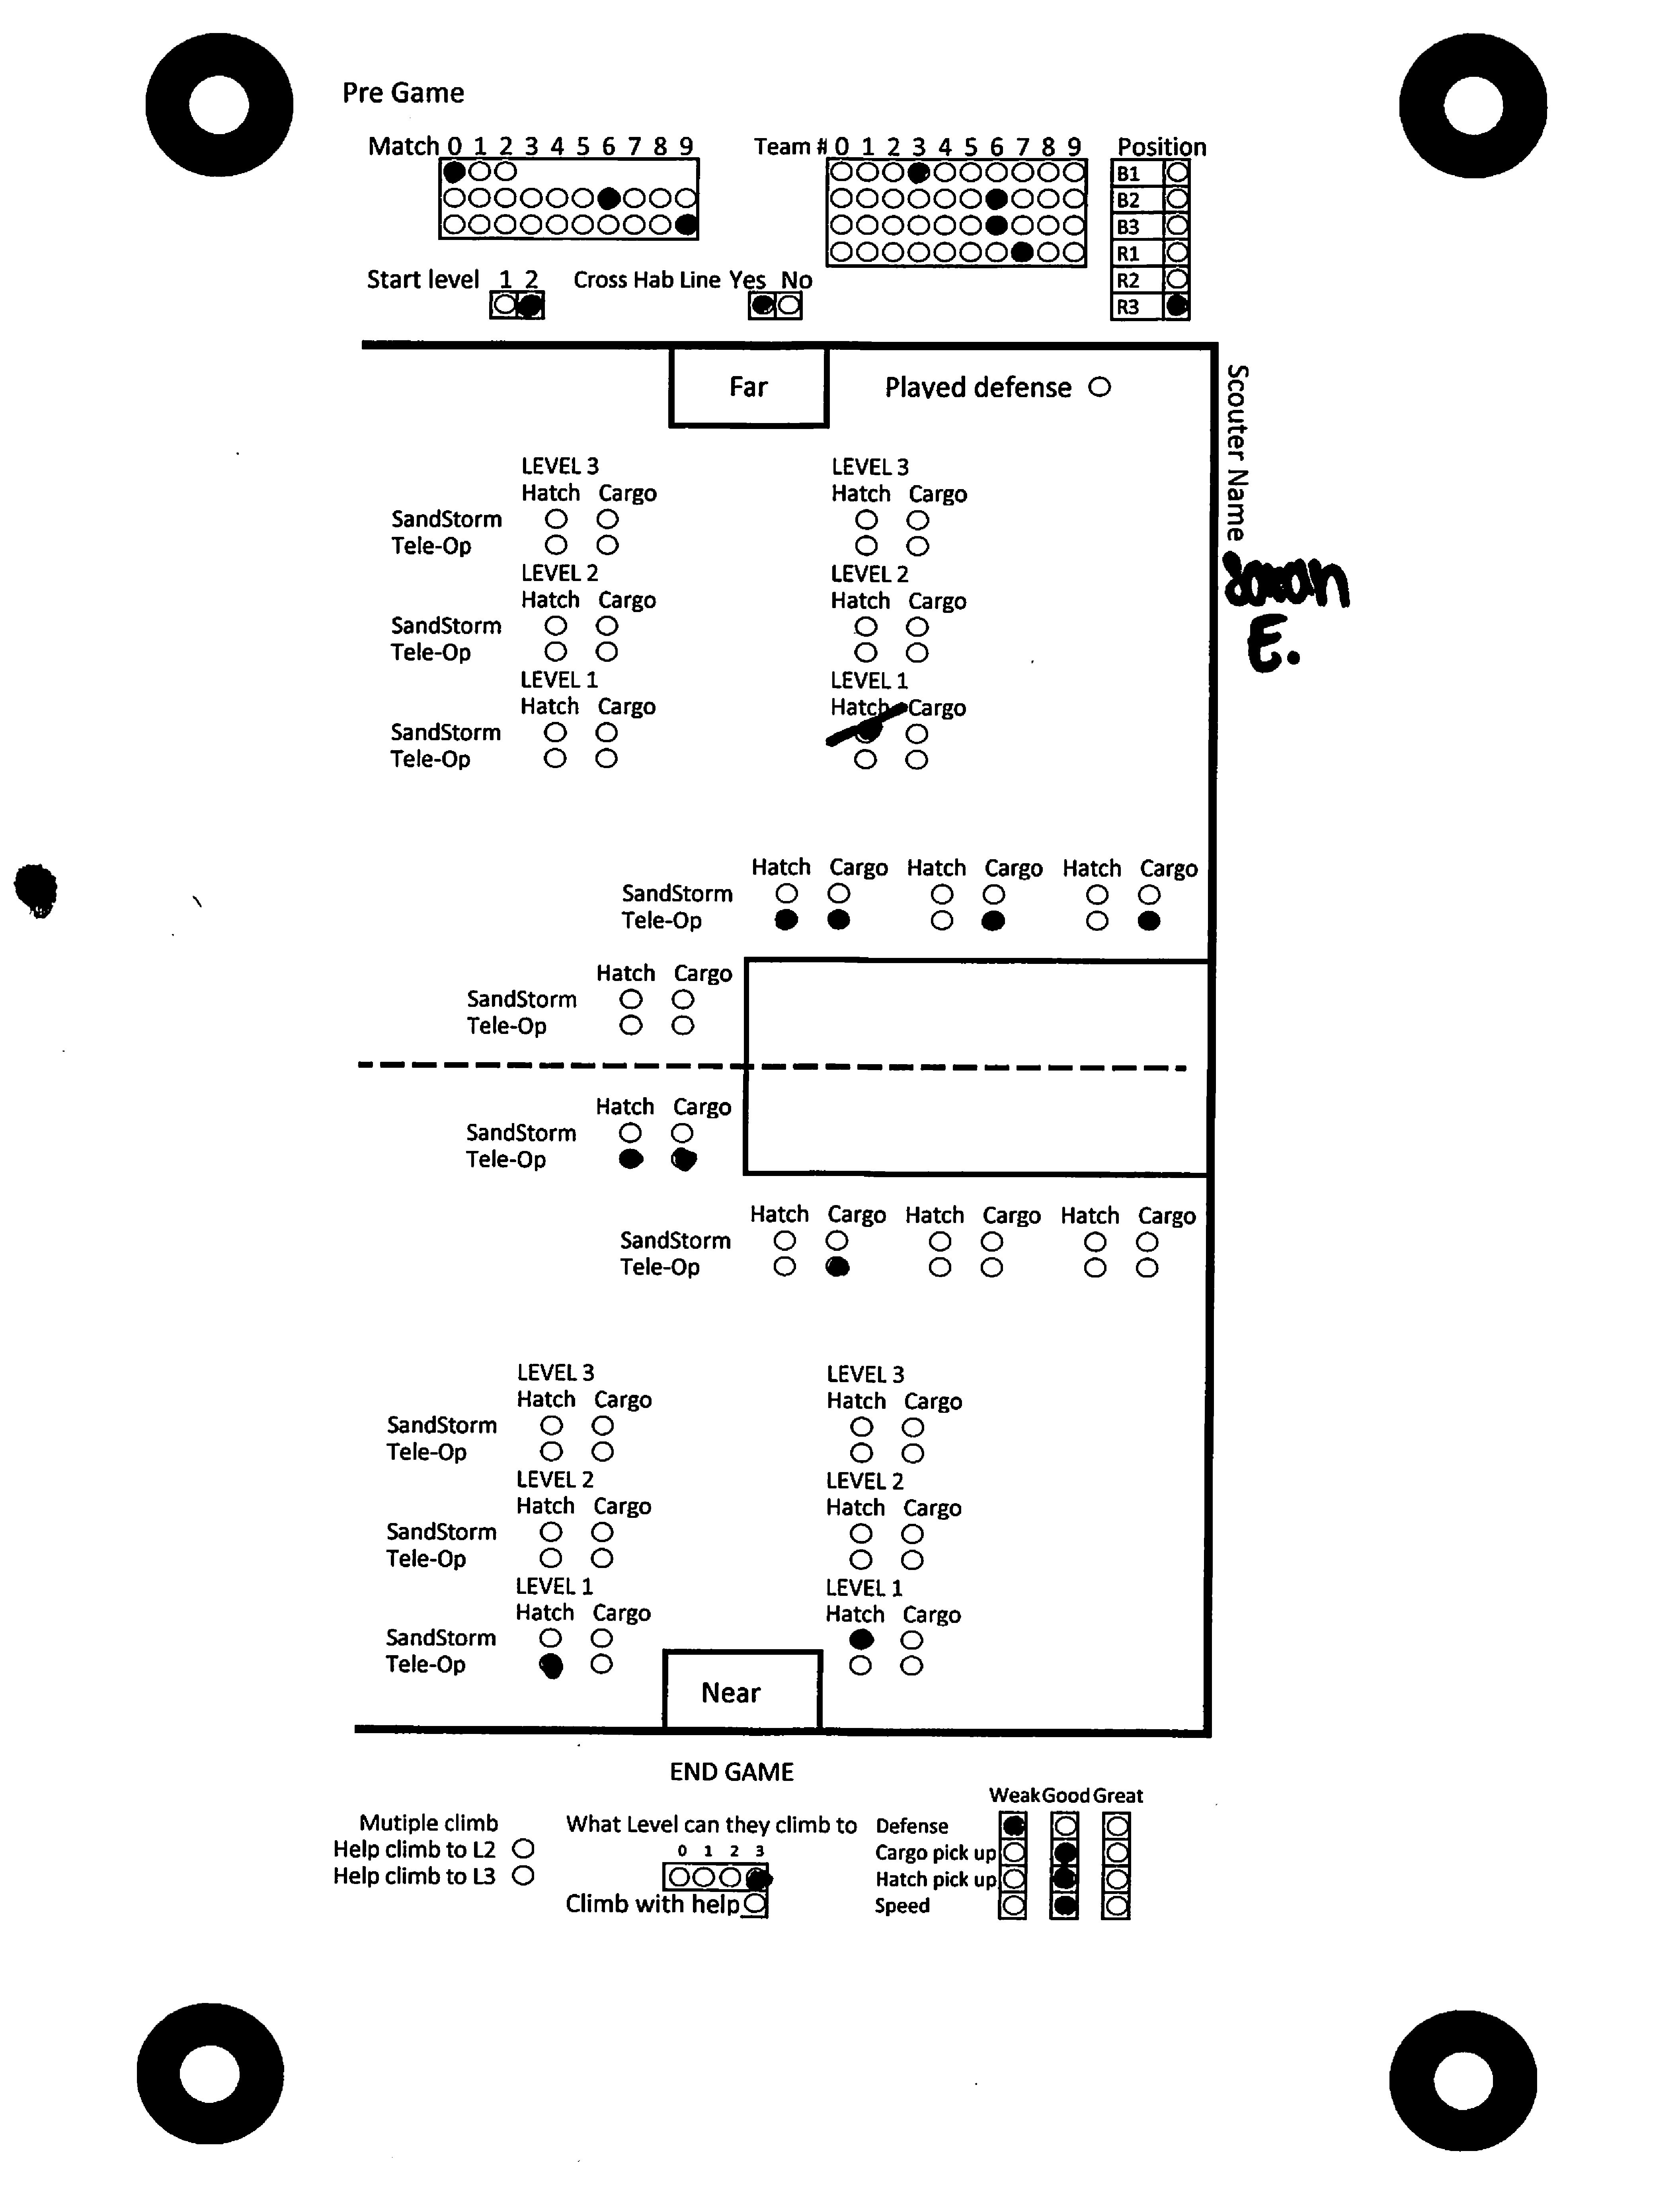 Pre Game
Match 0 1 2 3 4 5 6 7 8 9
Team # 0 1 2 3 4 5 6 7 8 9
Position
B1
B2
B3
R1
R2
R3
Start level 1 2
Cross Hab Line Yes No
Far
Played defense
Scouter Name
E.
LEVEL 3 LEVEL 3
Hatch Cargo Hatch Cargo
SandStorm
Tele-Op
LEVEL 2 LEVEL 2
Hatch Cargo Hatch Cargo
SandStorm
Tele-Op
LEVEL 1 LEVEL 1
Hatch Cargo Hatch Cargo
SandStorm
Tele-Op
Hatch Cargo Hatch Cargo Hatch Cargo
SandStorm
Tele-Op
Hatch Cargo
SandStorm
Tele-Op
Hatch Cargo
SandStorm
Tele-Op
Hatch Cargo Hatch Cargo Hatch Cargo
SandStorm
Tele-Op
LEVEL 3 LEVEL 3
Hatch Cargo Hatch Cargo
SandStorm
Tele-Op
LEVEL 2 LEVEL 2
Hatch Cargo Hatch Cargo
SandStorm
Tele-Op
LEVEL 1 LEVEL 1
Hatch Cargo Hatch Cargo
SandStorm
Tele-Op
Near
END GAME
Mutiple climb
Help climb to L2
Help climb to L3
What Level can they climb to
0 1 2 3
Climb with help
Weak Good Great
Defense
Cargo pick up
Hatch pick up
Speed